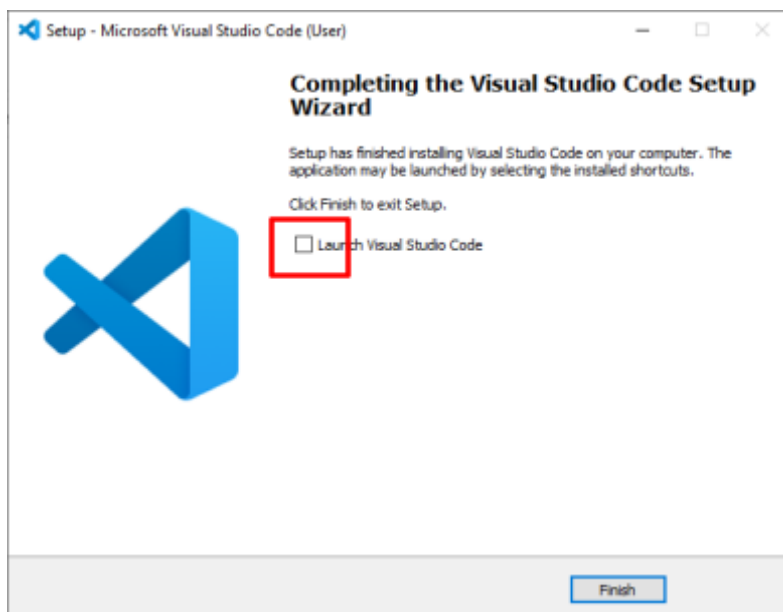 Setup - Microsoft Visual Studio Code (User)
Completing the Visual Studio Code Setup
Wizard
Setup has finished installing Visual Studio Code on your computer. The
application may be launched by selecting the installed shortcuts.
Click Finish to exit Setup.
Launch Visual Studio Code
Finish